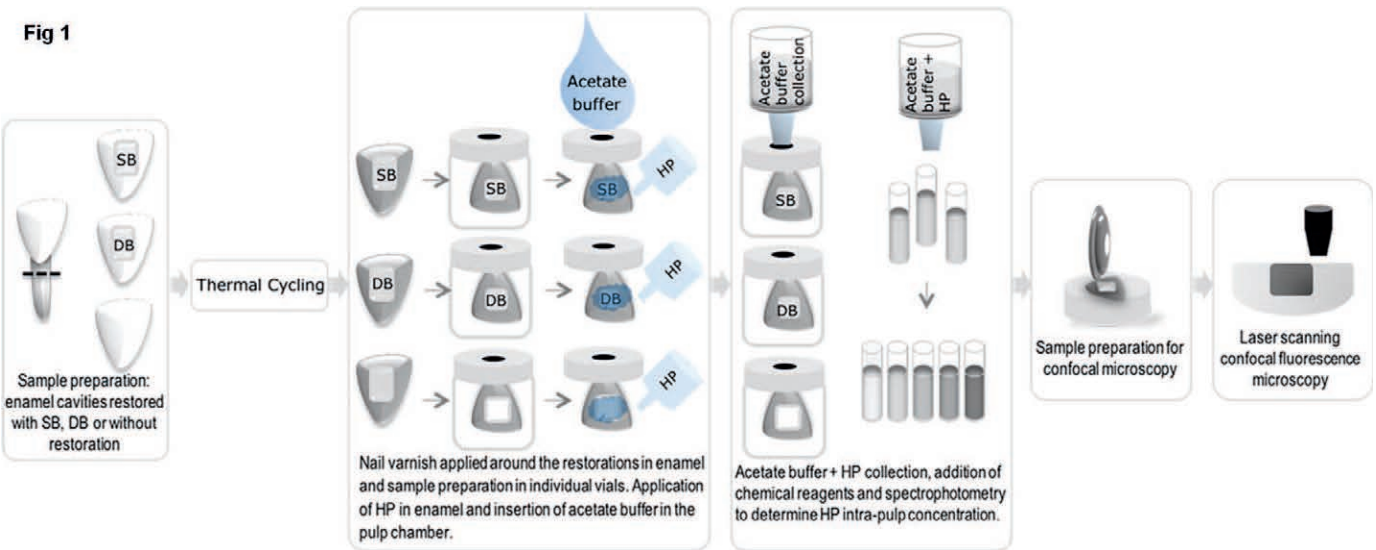 Fig 1
SB
DB
Sample preparation:
enamel cavities restored
with SB, DB or without
restoration
Thermal Cycling
Acetate
buffer
SB
SB
SB
HP
DB
DB
DB
HP
HP
Nail varnish applied around the restorations in enamel
and sample preparation in individual vials. Application
of HP in enamel and insertion of acetate buffer in the
pulp chamber.
Acetate
buffer
collection
Acetate
buffer +
HP
SB
DB
Acetate buffer + HP collection, addition of
chemical reagents and spectrophotometry
to determine HP intra-pulp concentration.
Sample preparation for
confocal microscopy
Laser scanning
confocal fluorescence
microscopy